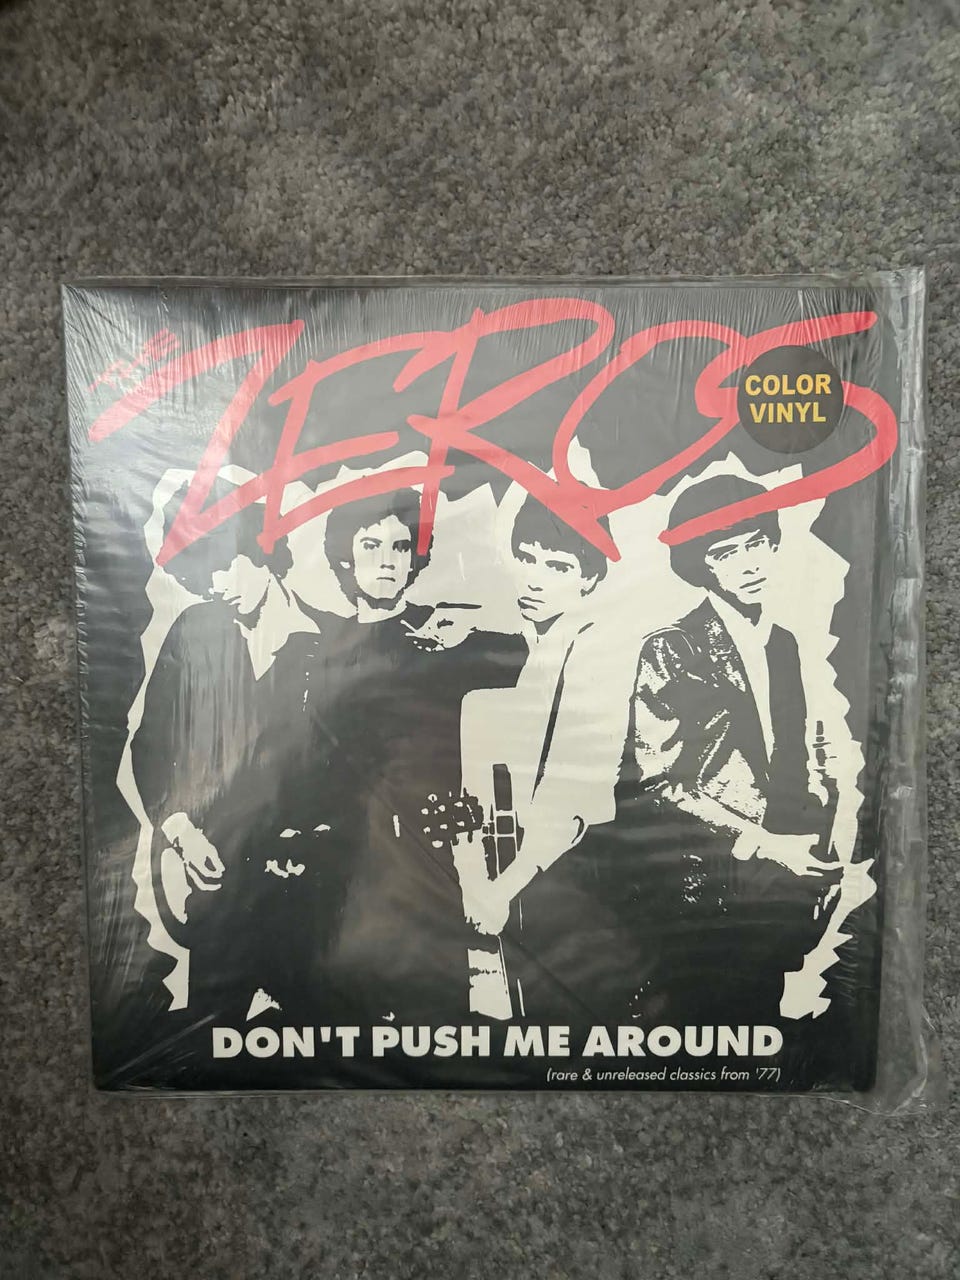 THE
ZEROS
COLOR
VINYL
DON'T PUSH ME AROUND
(rare & unreleased classics from '77)